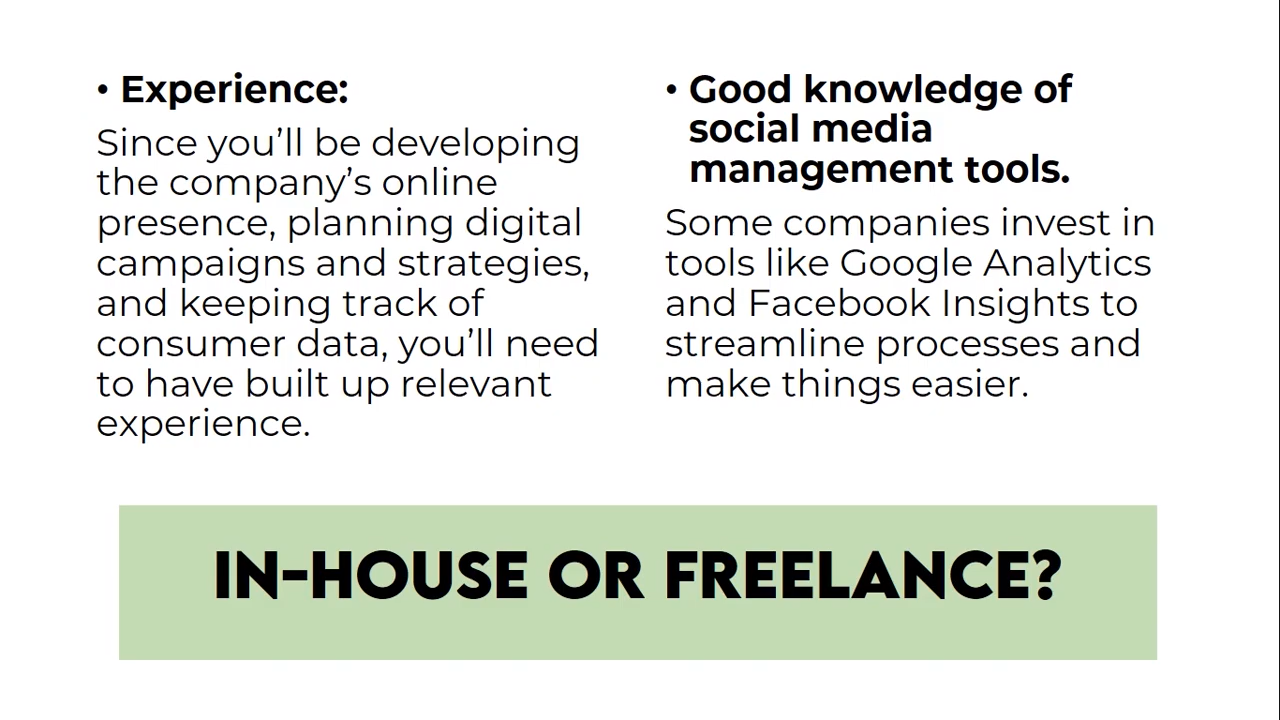 • Experience:
Since you’ll be developing
the company’s online
presence, planning digital
campaigns and strategies,
and keeping track of
consumer data, you’ll need
to have built up relevant
experience.
• Good knowledge of
social media
management tools.
Some companies invest in
tools like Google Analytics
and Facebook Insights to
streamline processes and
make things easier.
IN-HOUSE OR FREELANCE?